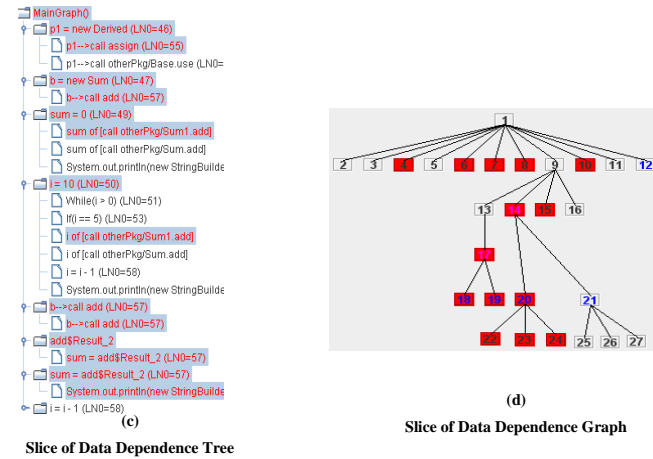 MainGraph()
p1 = new Derived (LN0=46)
p1-->call assign (LN0=55)
p1-->call otherPkg/Base.use (LN0=
b = new Sum (LN0=47)
b-->call add (LN0=57)
sum = 0 (LN0=49)
sum of [call otherPkg/Sum1.add]
sum of [call otherPkg/Sum.add]
System.out.println(new StringBuilde
i = 10 (LN0=50)
While(i > 0) (LN0=51)
If(i == 5) (LN0=53)
i of [call otherPkg/Sum1.add]
i of [call otherPkg/Sum.add]
i = i - 1 (LN0=58)
System.out.println(new StringBuilde
b-->call add (LN0=57)
b-->call add (LN0=57)
add$Result_2
sum = add$Result_2 (LN0=57)
sum = add$Result_2 (LN0=57)
System.out.println(new StringBuilde
i = i - 1 (LN0=58)
(c)
Slice of Data Dependence Tree
1
2 3 4 5 6 7 8 9 10 11 12
13 14 15 16
17
18 19 20 21
22 23 24 25 26 27
(d)
Slice of Data Dependence Graph